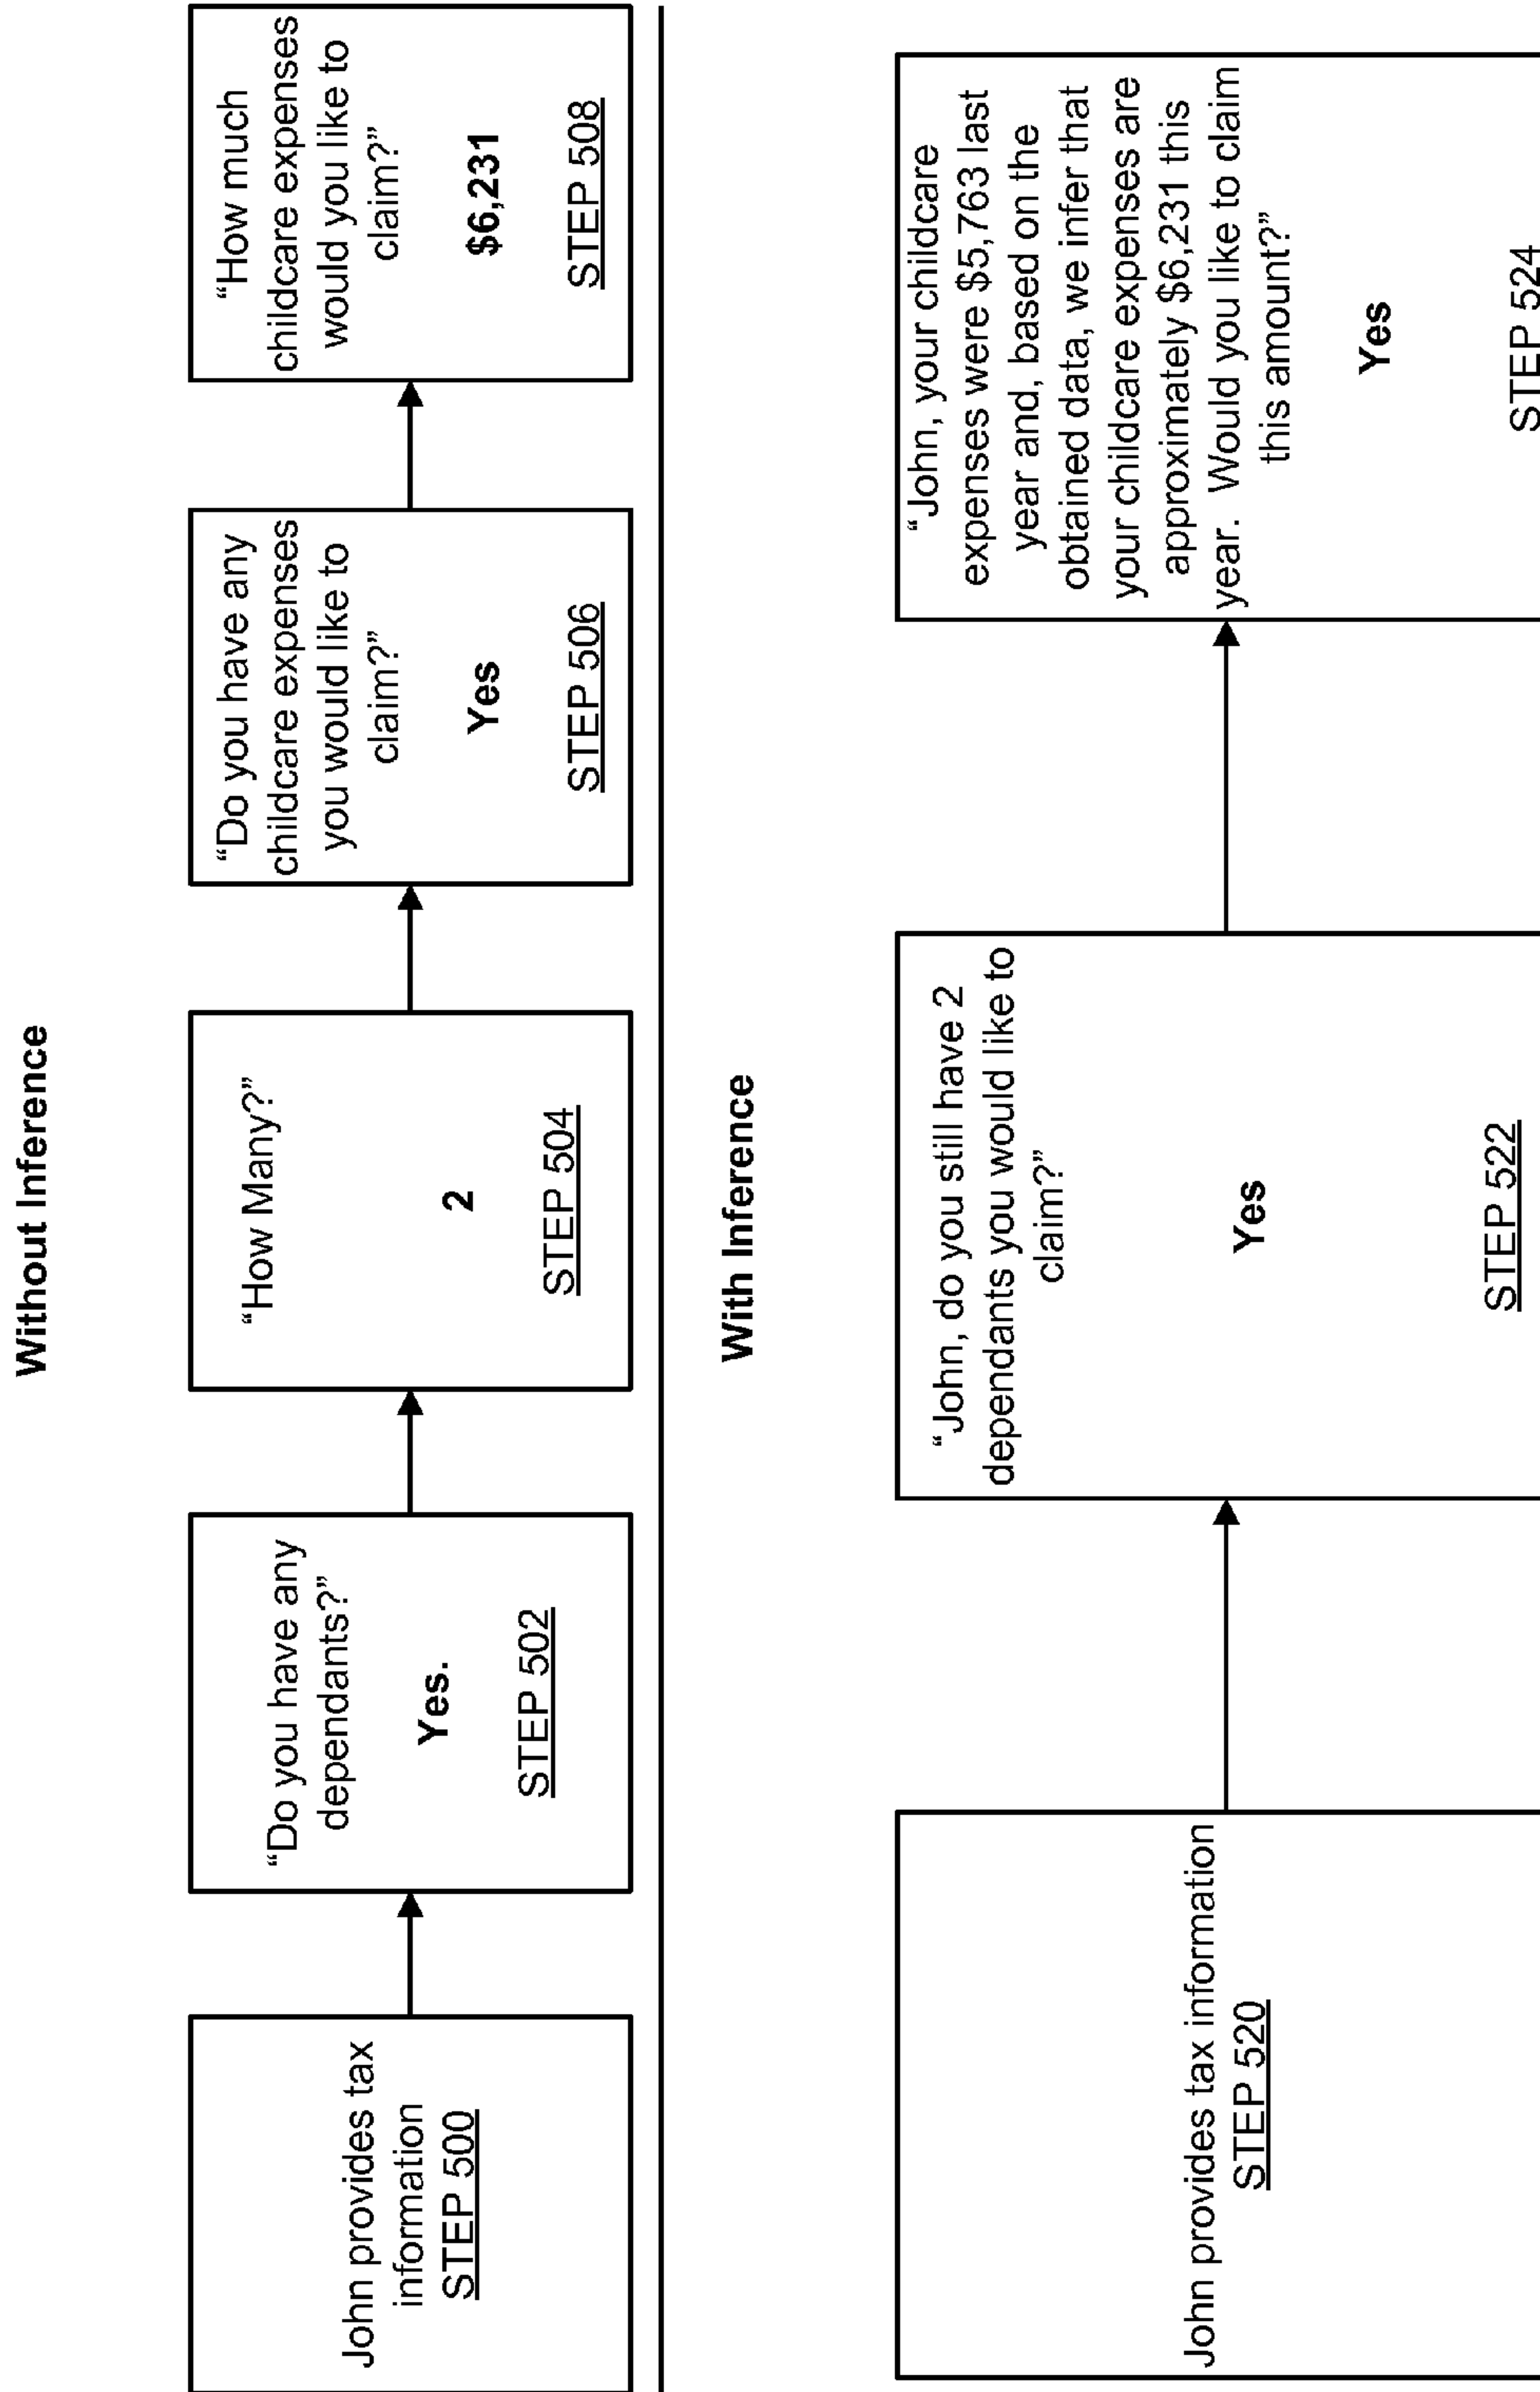 Without Inference
John provides tax
information
STEP 500
“Do you have any
dependants?”
Yes.
STEP 502
“How Many?”
2
STEP 504
“Do you have any
childcare expenses
you would like to
claim?”
Yes
STEP 506
“How much
childcare expenses
would you like to
claim?”
$6,231
STEP 508
With Inference
John provides tax information
STEP 520
“John, do you still have 2
dependants you would like to
claim?”
Yes
STEP 522
“John, your childcare
expenses were $5,763 last
year and, based on the
obtained data, we infer that
your childcare expenses are
approximately $6,231 this
year. Would you like to claim
this amount?”
Yes
STEP 524